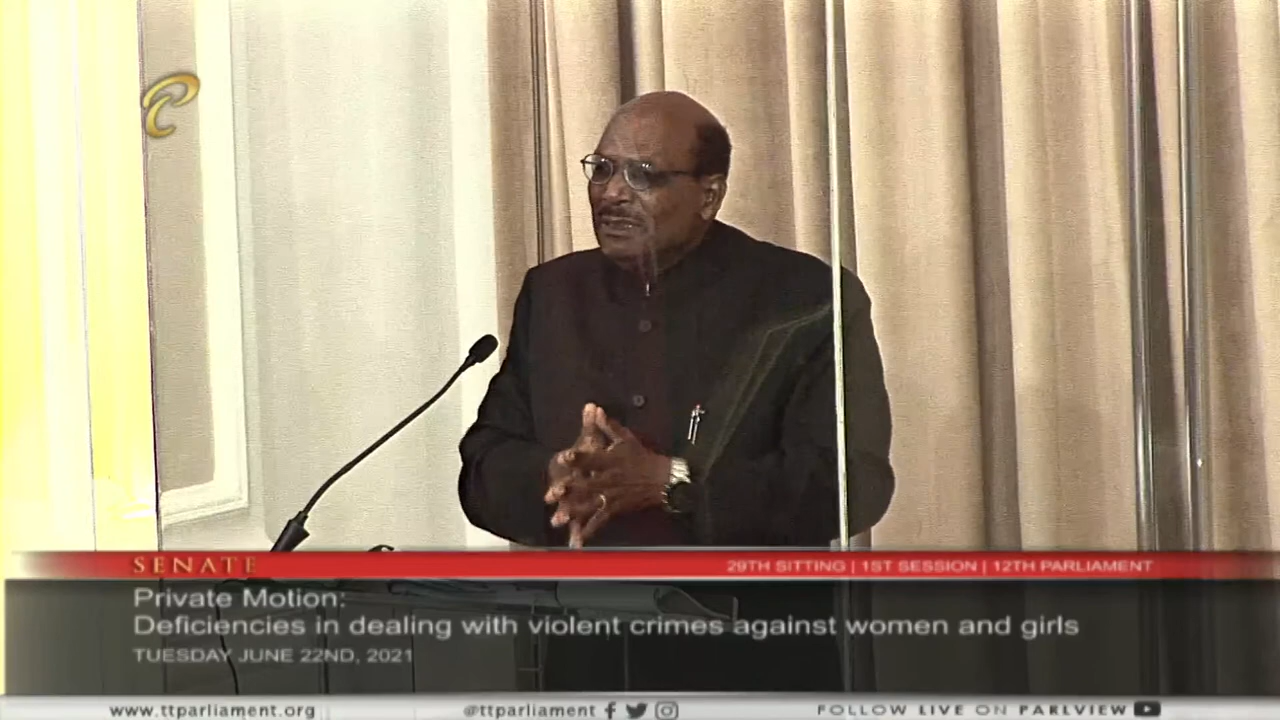 SENATE
29TH SITTING | 1ST SESSION | 12TH PARLIAMENT
Private Motion:
Deficiencies in dealing with violent crimes against women and girls
TUESDAY JUNE 22ND, 2021
www.ttparliament.org @ttparliament FOLLOW LIVE ON PARLVIEW